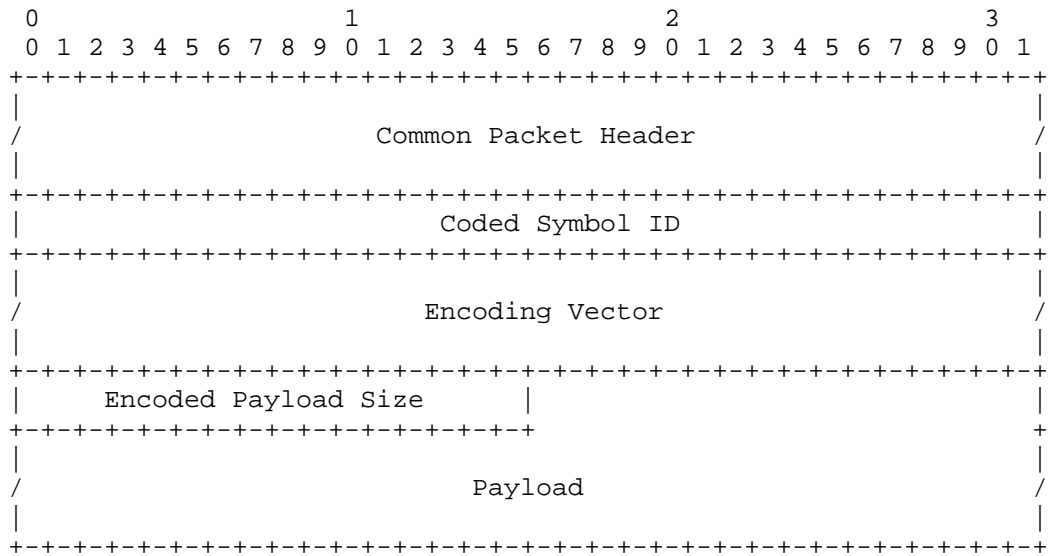 0                   1                   2                   3
0 1 2 3 4 5 6 7 8 9 0 1 2 3 4 5 6 7 8 9 0 1 2 3 4 5 6 7 8 9 0 1
+-+-+-+-+-+-+-+-+-+-+-+-+-+-+-+-+-+-+-+-+-+-+-+-+-+-+-+-+-+-+-+-+
|                                                               |
/                      Common Packet Header                     /
|                                                               |
+-+-+-+-+-+-+-+-+-+-+-+-+-+-+-+-+-+-+-+-+-+-+-+-+-+-+-+-+-+-+-+-+
|                          Coded Symbol ID                      |
+-+-+-+-+-+-+-+-+-+-+-+-+-+-+-+-+-+-+-+-+-+-+-+-+-+-+-+-+-+-+-+-+
|                                                               |
/                         Encoding Vector                       /
|                                                               |
+-+-+-+-+-+-+-+-+-+-+-+-+-+-+-+-+-+-+-+-+-+-+-+-+-+-+-+-+-+-+-+-+
|     Encoded Payload Size      |                               |
+-+-+-+-+-+-+-+-+-+-+-+-+-+-+-+-+                               +
|                                                               |
/                            Payload                            /
|                                                               |
+-+-+-+-+-+-+-+-+-+-+-+-+-+-+-+-+-+-+-+-+-+-+-+-+-+-+-+-+-+-+-+-+